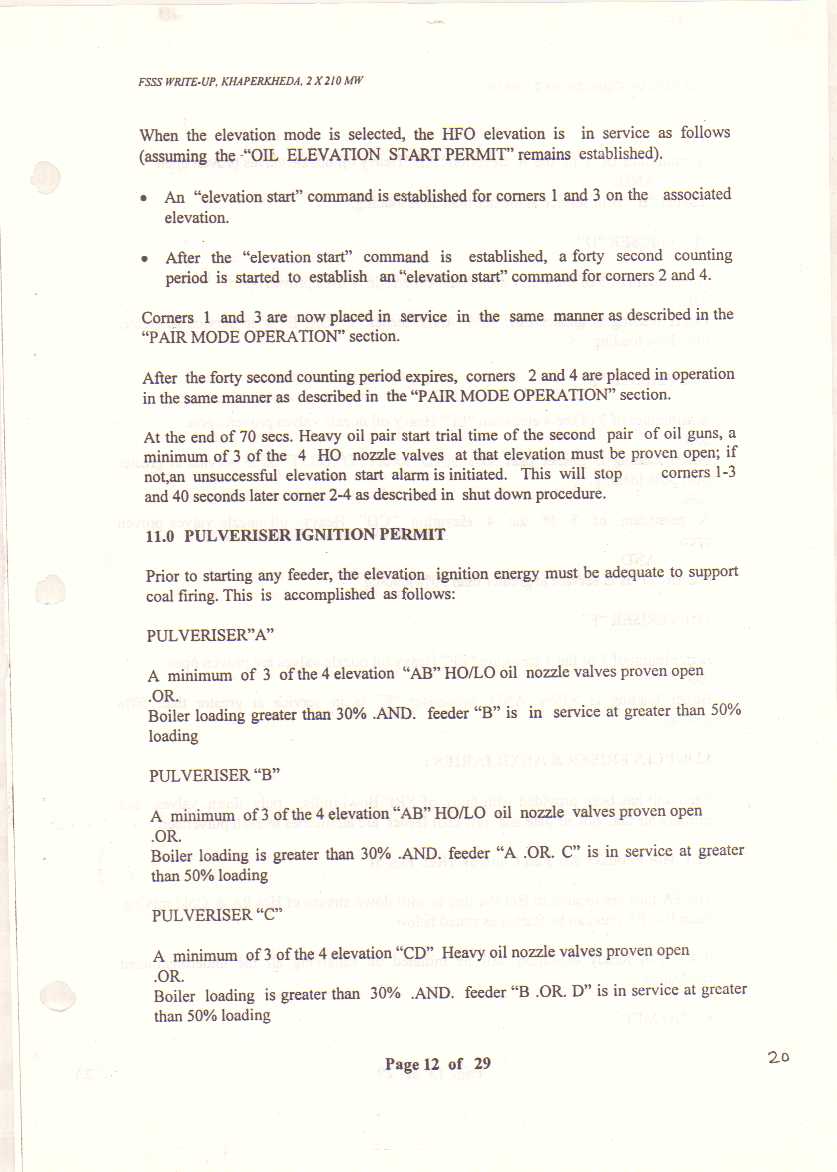 FSSS WRITE-UP, KHAPERKHEDA, 2 X 210 MW
When the elevation mode is selected, the HFO elevation is in service as follows
(assuming the -“OIL ELEVATION START PERMIT” remains established).
• An “elevation start” command is established for corners 1 and 3 on the associated
elevation.
• After the “elevation start” command is established, a forty second counting
period is started to establish an “elevation start” command for corners 2 and 4.
Corners 1 and 3 are now placed in service in the same manner as described in the
“PAIR MODE OPERATION” section.
After the forty second counting period expires, corners 2 and 4 are placed in operation
in the same manner as described in the “PAIR MODE OPERATION” section.
At the end of 70 secs. Heavy oil pair start trial time of the second pair of oil guns, a
minimum of 3 of the 4 HO nozzle valves at that elevation must be proven open; if
not,an unsuccessful elevation start alarm is initiated. This will stop corners 1-3
and 40 seconds later corner 2-4 as described in shut down procedure.
11.0 PULVERISER IGNITION PERMIT
Prior to starting any feeder, the elevation ignition energy must be adequate to support
coal firing. This is accomplished as follows:
PULVERISER”A”
A minimum of 3 of the 4 elevation “AB” HO/LO oil nozzle valves proven open
.OR.
Boiler loading greater than 30% .AND. feeder “B” is in service at greater than 50%
loading
PULVERISER “B”
A minimum of 3 of the 4 elevation “AB” HO/LO oil nozzle valves proven open
.OR.
Boiler loading is greater than 30% .AND. feeder “A .OR. C” is in service at greater
than 50% loading
PULVERISER “C”
A minimum of 3 of the 4 elevation “CD” Heavy oil nozzle valves proven open
.OR.
Boiler loading is greater than 30% .AND. feeder “B .OR. D” is in service at greater
than 50% loading
Page 12 of 29
20